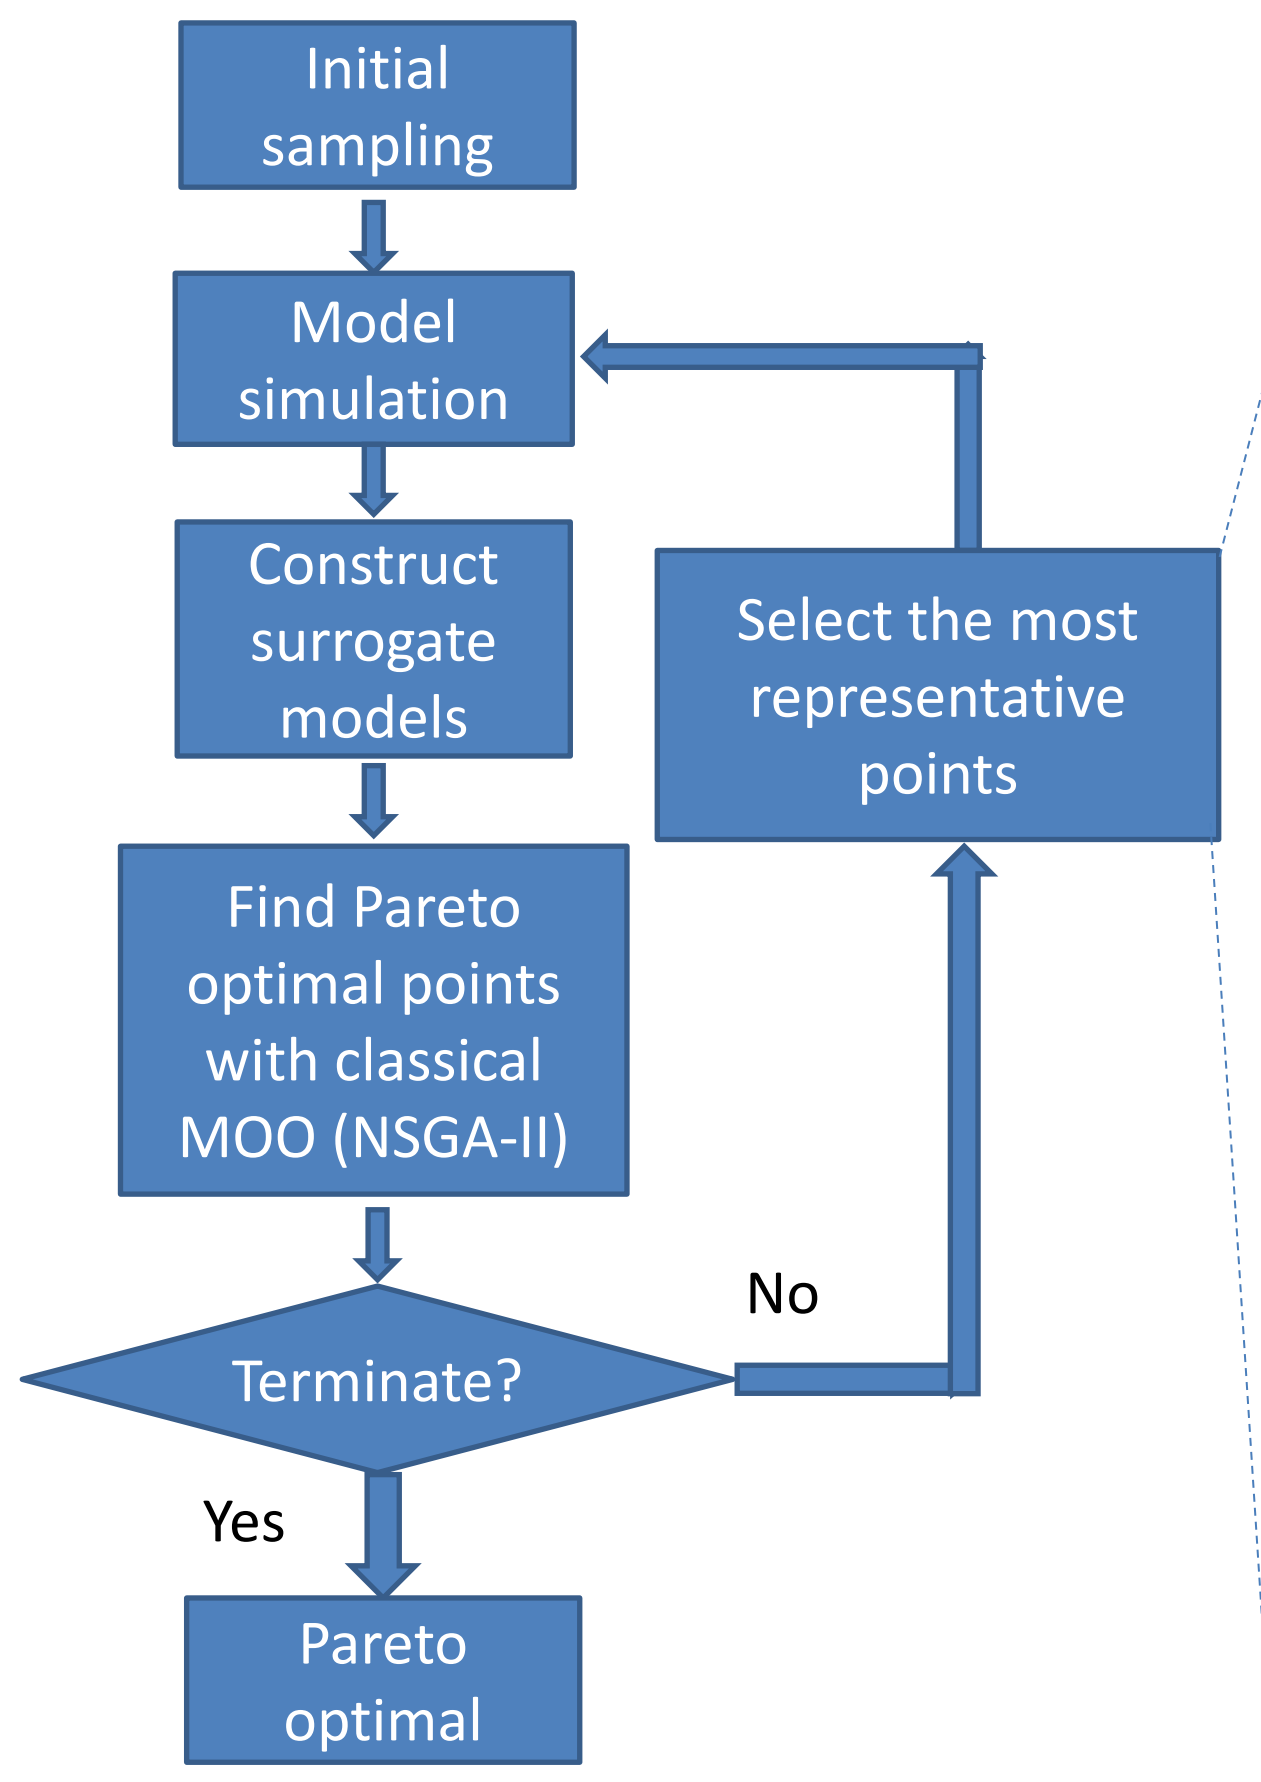 Initial
sampling
Model
simulation
Construct
surrogate
models
Select the most
representative
points
Find Pareto
optimal points
with classical
MOO (NSGA-II)
No
Terminate?
Yes
Pareto
optimal